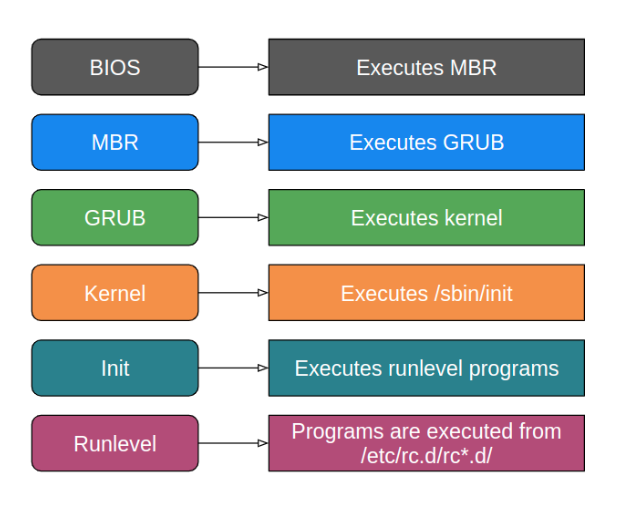 BIOS
Executes MBR
MBR
Executes GRUB
GRUB
Executes kernel
Kernel
Executes /sbin/init
Init
Executes runlevel programs
Runlevel
Programs are executed from
/etc/rc.d/rc*.d/